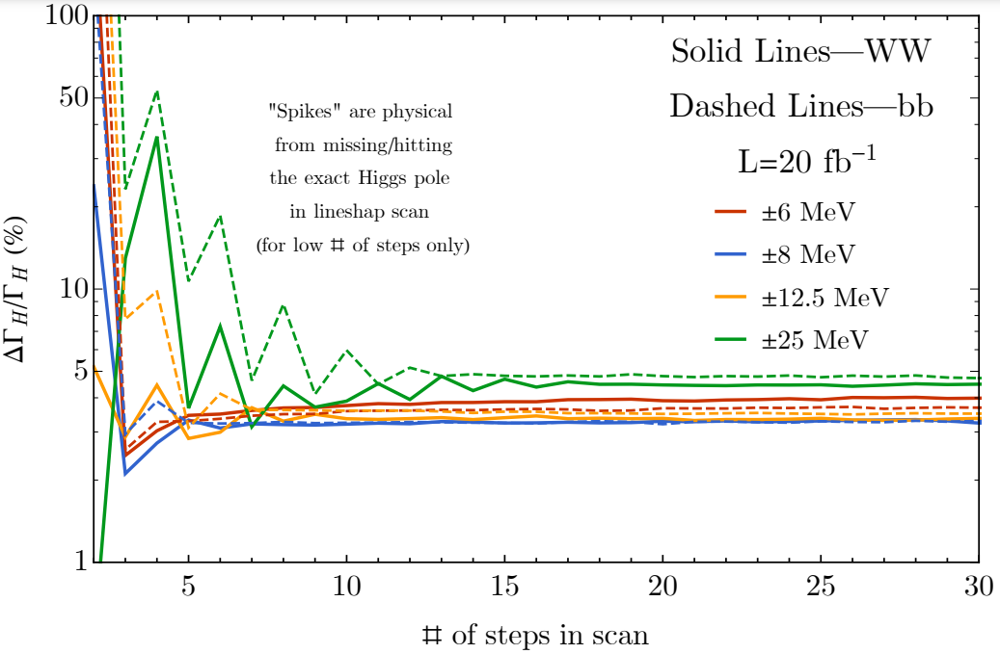 100
50
10
5
1
ΔΓ_H/Γ_H (%)
"Spikes" are physical
from missing/hitting
the exact Higgs pole
in lineshap scan
(for low # of steps only)
Solid Lines—WW
Dashed Lines—bb
L=20 fb⁻¹
±6 MeV
±8 MeV
±12.5 MeV
±25 MeV
5 10 15 20 25 30
# of steps in scan